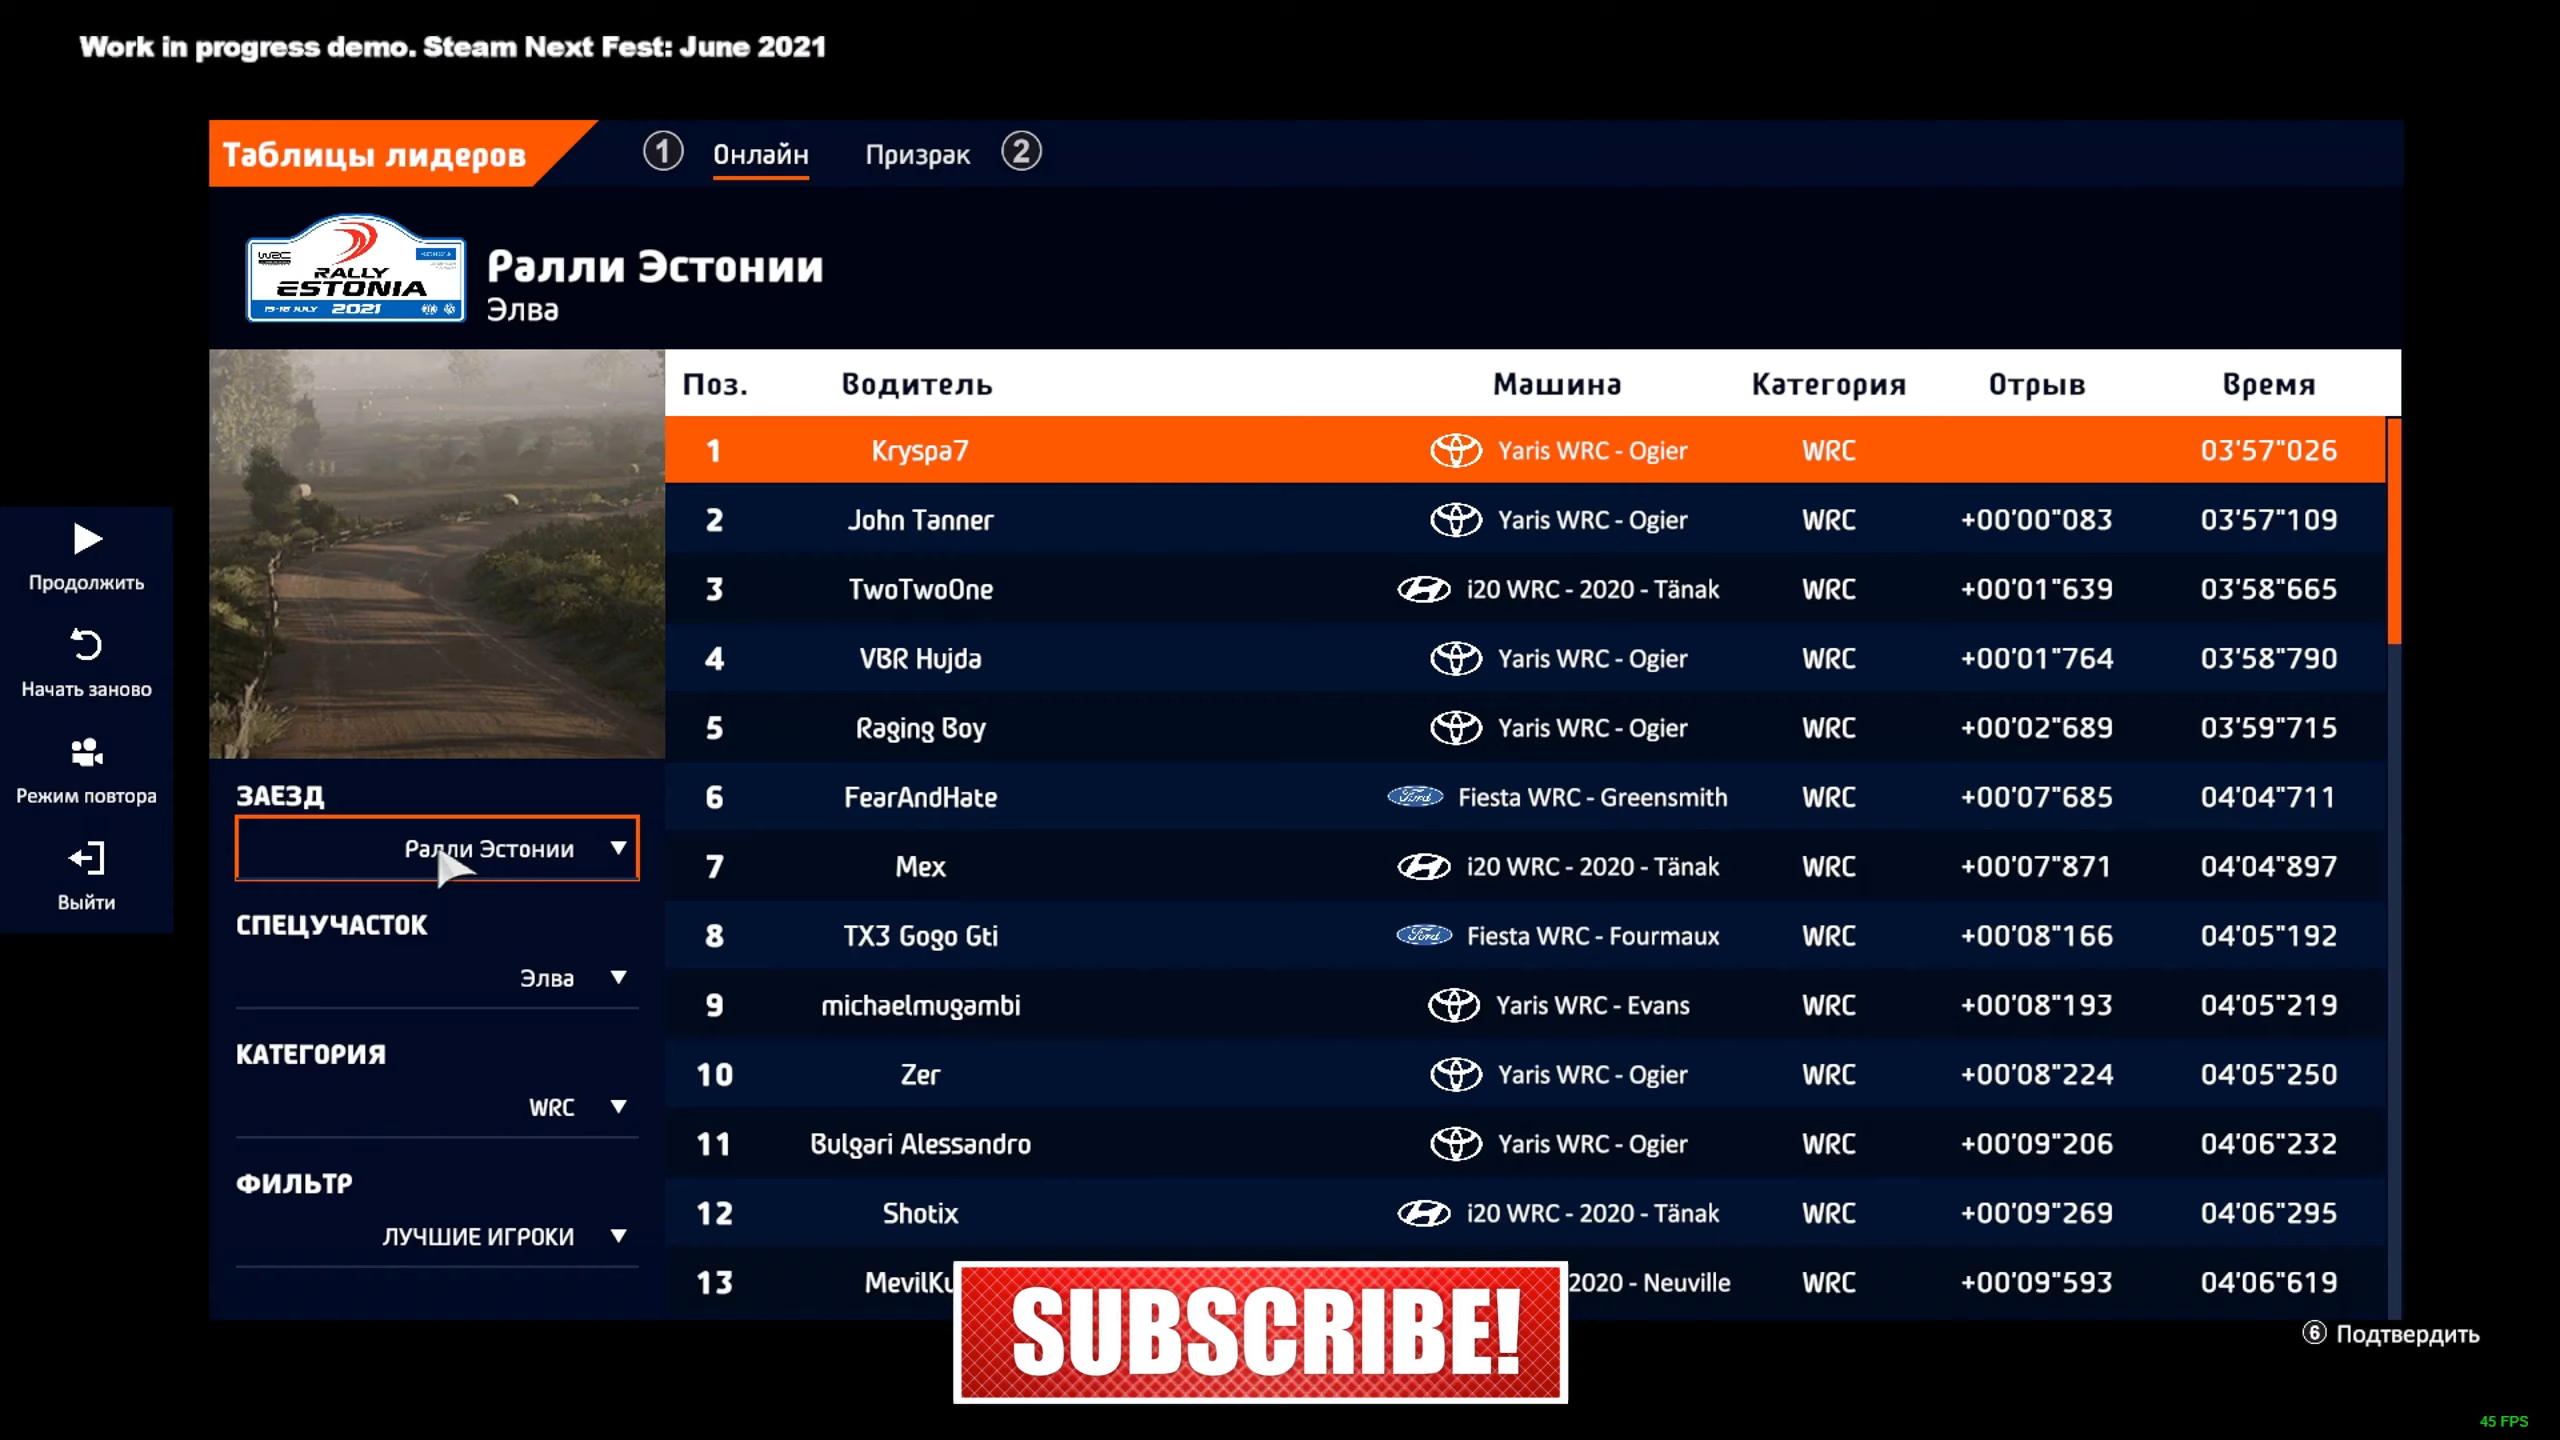 Work in progress demo. Steam Next Fest: June 2021
Таблицы лидеров
1 Онлайн Призрак 2
WRC
RALLY
ESTONIA
15-18 JULY 2021
Ралли Эстонии
Элва
Поз. Водитель Машина Категория Отрыв Время
1 Kryspa7 Yaris WRC - Ogier WRC 03'57"026
2 John Tanner Yaris WRC - Ogier WRC +00'00"083 03'57"109
3 TwoTwoOne i20 WRC - 2020 - Tänak WRC +00'01"639 03'58"665
4 VBR Hujda Yaris WRC - Ogier WRC +00'01"764 03'58"790
5 Raging Boy Yaris WRC - Ogier WRC +00'02"689 03'59"715
6 FearAndHate Ford Fiesta WRC - Greensmith WRC +00'07"685 04'04"711
7 Mex i20 WRC - 2020 - Tänak WRC +00'07"871 04'04"897
8 TX3 Gogo Gti Ford Fiesta WRC - Fourmaux WRC +00'08"166 04'05"192
9 michaelmugambi Yaris WRC - Evans WRC +00'08"193 04'05"219
10 Zer Yaris WRC - Ogier WRC +00'08"224 04'05"250
11 Bulgari Alessandro Yaris WRC - Ogier WRC +00'09"206 04'06"232
12 Shotix i20 WRC - 2020 - Tänak WRC +00'09"269 04'06"295
13 MevilKu 2020 - Neuville WRC +00'09"593 04'06"619
Продолжить
Начать заново
Режим повтора
Выйти
ЗАЕЗД
Ралли Эстонии
СПЕЦУЧАСТОК
Элва
КАТЕГОРИЯ
WRC
ФИЛЬТР
ЛУЧШИЕ ИГРОКИ
SUBSCRIBE!
6 Подтвердить
45 FPS